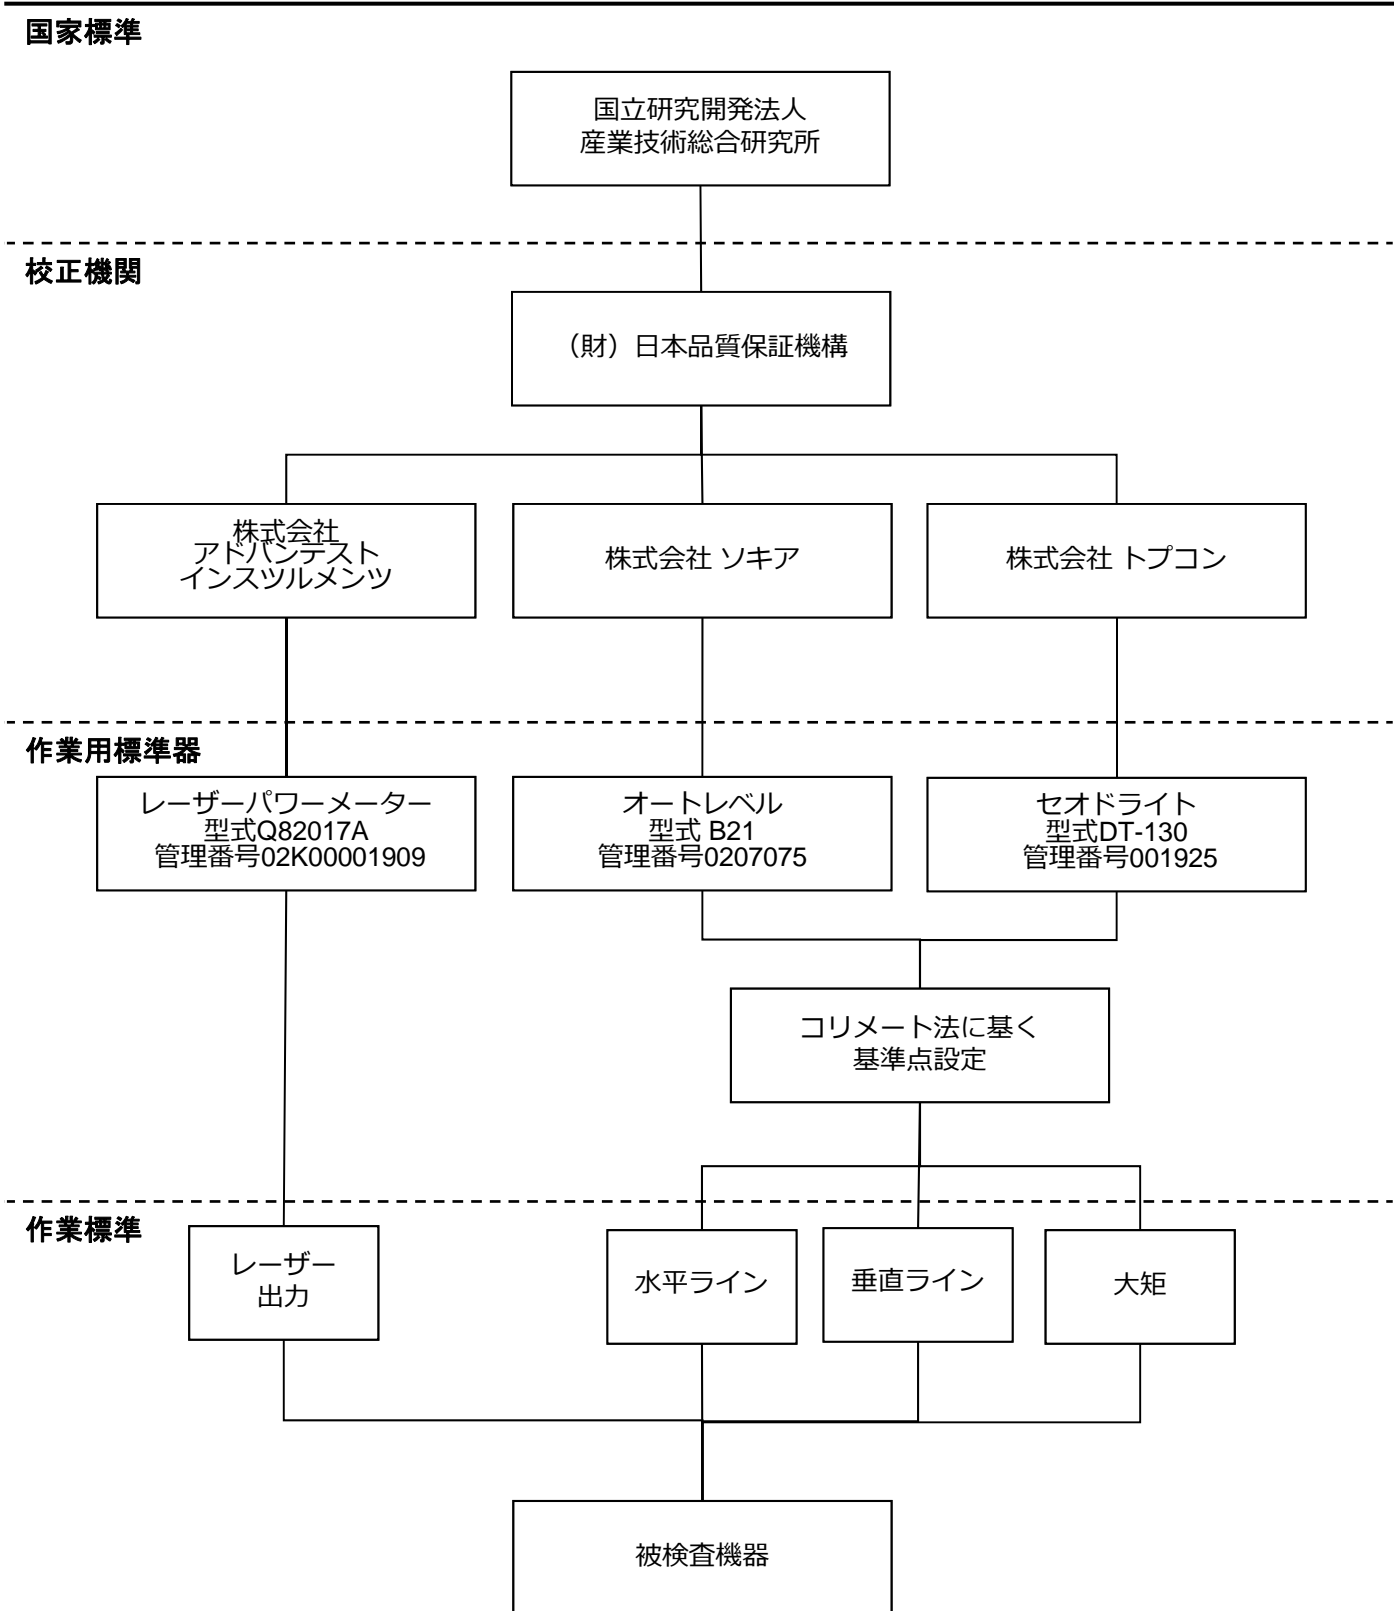 国家標準
国立研究開発法人
産業技術総合研究所
校正機関
（財）日本品質保証機構
株式会社
アドバンテスト
インスツルメンツ
株式会社 ソキア
株式会社 トプコン
作業用標準器
レーザーパワーメーター
型式Q82017A
管理番号02K00001909
オートレベル
型式 B21
管理番号0207075
セオドライト
型式DT-130
管理番号001925
コリメート法に基く
基準点設定
作業標準
レーザー
出力
水平ライン
垂直ライン
大矩
被検査機器